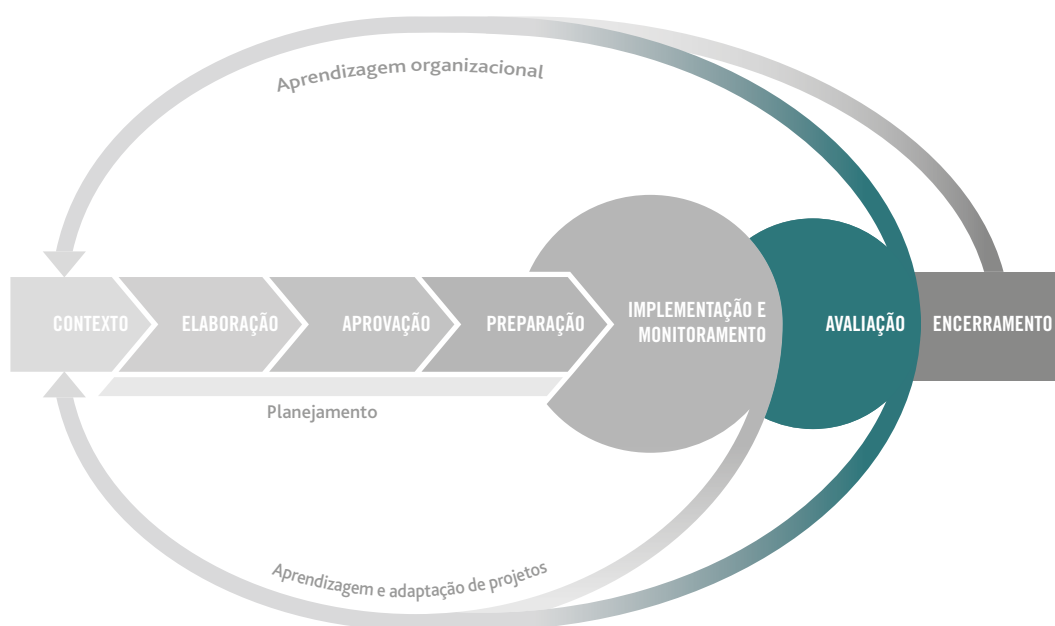 Aprendizagem organizacional
CONTEXTO
ELABORAÇÃO
APROVAÇÃO
PREPARAÇÃO
IMPLEMENTAÇÃO E
MONITORAMENTO
AVALIAÇÃO
ENCERRAMENTO
Planejamento
Aprendizagem e adaptação de projetos